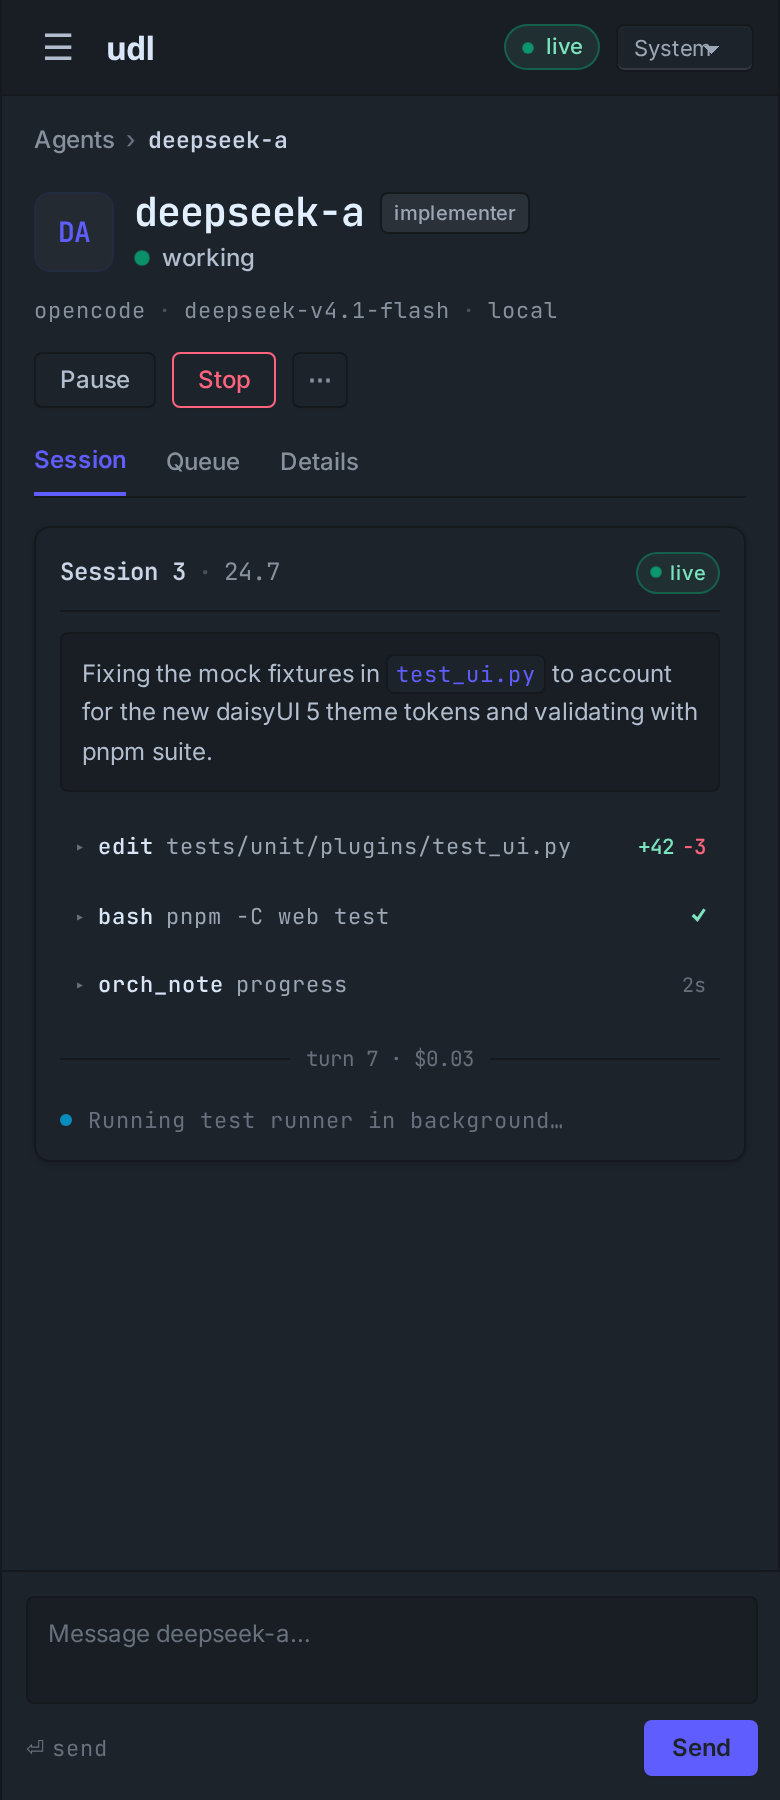 ☰ udl live System
Agents › deepseek-a
DA
deepseek-a implementer
working
opencode · deepseek-v4.1-flash · local
Pause Stop ···
Session Queue Details
Session 3 · 24.7 live
Fixing the mock fixtures in test_ui.py to account
for the new daisyUI 5 theme tokens and validating with
pnpm suite.
▸ edit tests/unit/plugins/test_ui.py +42 -3
▸ bash pnpm -C web test ✓
▸ orch_note progress 2s
turn 7 · $0.03
Running test runner in background…
Message deepseek-a...
⏎ send Send